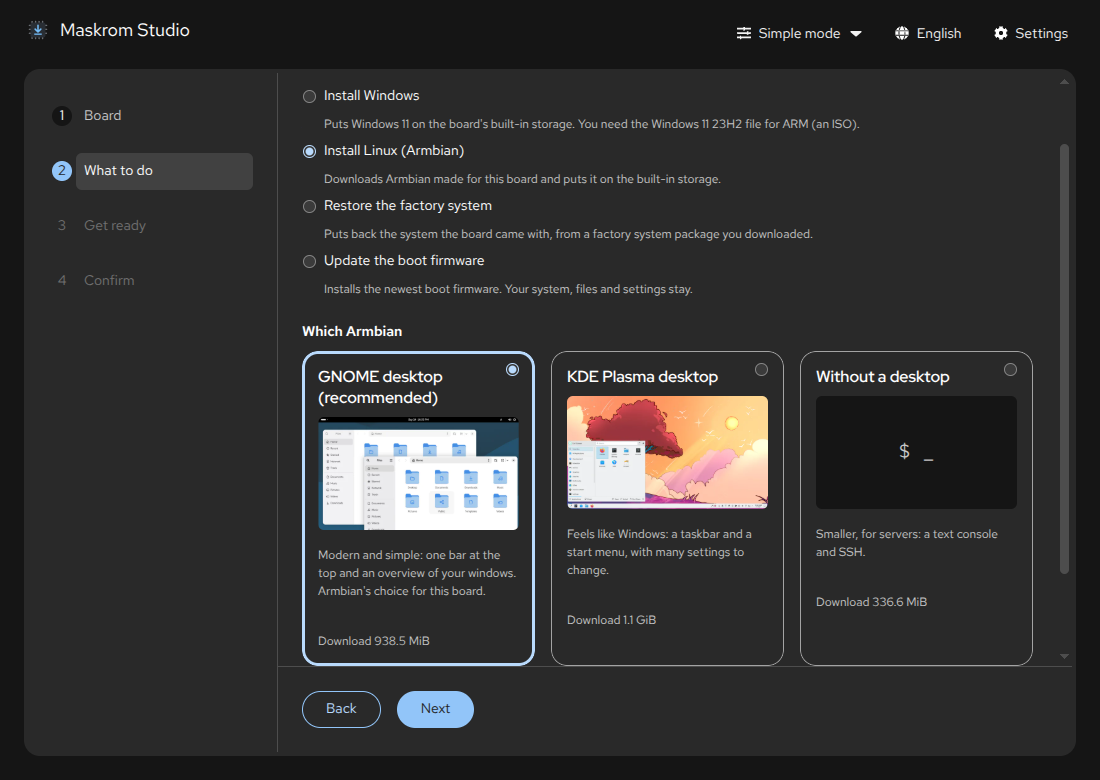 Maskrom Studio
Simple mode
English
Settings
1 Board
2 What to do
3 Get ready
4 Confirm
Install Windows
Puts Windows 11 on the board's built-in storage. You need the Windows 11 23H2 file for ARM (an ISO).
Install Linux (Armbian)
Downloads Armbian made for this board and puts it on the built-in storage.
Restore the factory system
Puts back the system the board came with, from a factory system package you downloaded.
Update the boot firmware
Installs the newest boot firmware. Your system, files and settings stay.
Which Armbian
GNOME desktop
(recommended)
Modern and simple: one bar at the
top and an overview of your windows.
Armbian's choice for this board.
Download 938.5 MiB
KDE Plasma desktop
Feels like Windows: a taskbar and a
start menu, with many settings to
change.
Download 1.1 GiB
Without a desktop
$ _
Smaller, for servers: a text console
and SSH.
Download 336.6 MiB
Back
Next